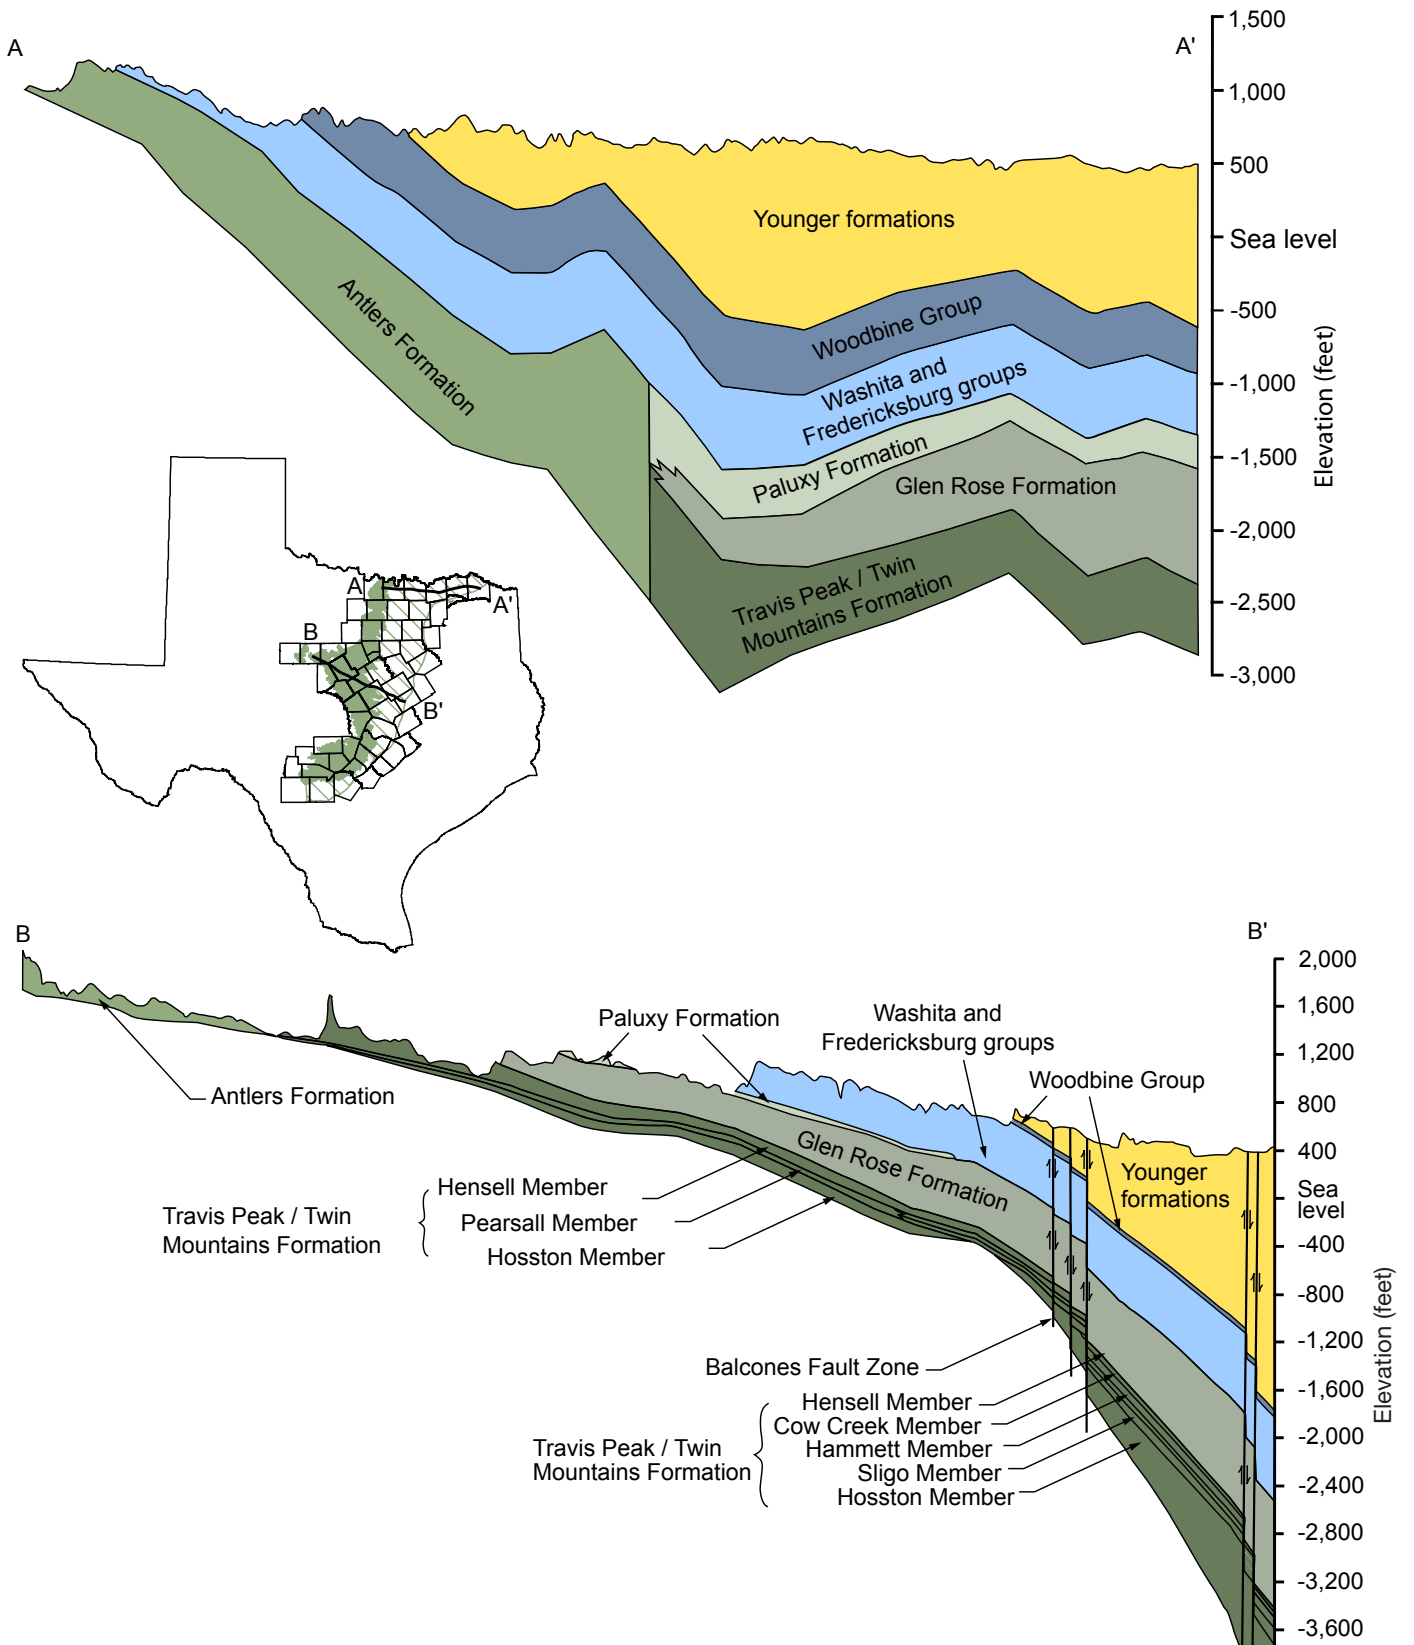 A
A'
1,500
1,000
500
Sea level
-500
-1,000
-1,500
-2,000
-2,500
-3,000
Elevation (feet)
Younger formations
Woodbine Group
Washita and
Fredericksburg groups
Paluxy Formation
Glen Rose Formation
Travis Peak / Twin
Mountains Formation
Antlers Formation
A
A'
B
B'
B
B'
2,000
1,600
1,200
800
400
Sea
level
-400
-800
-1,200
-1,600
-2,000
-2,400
-2,800
-3,200
-3,600
Elevation (feet)
Paluxy Formation
Washita and
Fredericksburg groups
Woodbine Group
Antlers Formation
Glen Rose Formation
Younger
formations
Travis Peak / Twin
Mountains Formation
Hensell Member
Pearsall Member
Hosston Member
Balcones Fault Zone
Travis Peak / Twin
Mountains Formation
Hensell Member
Cow Creek Member
Hammett Member
Sligo Member
Hosston Member